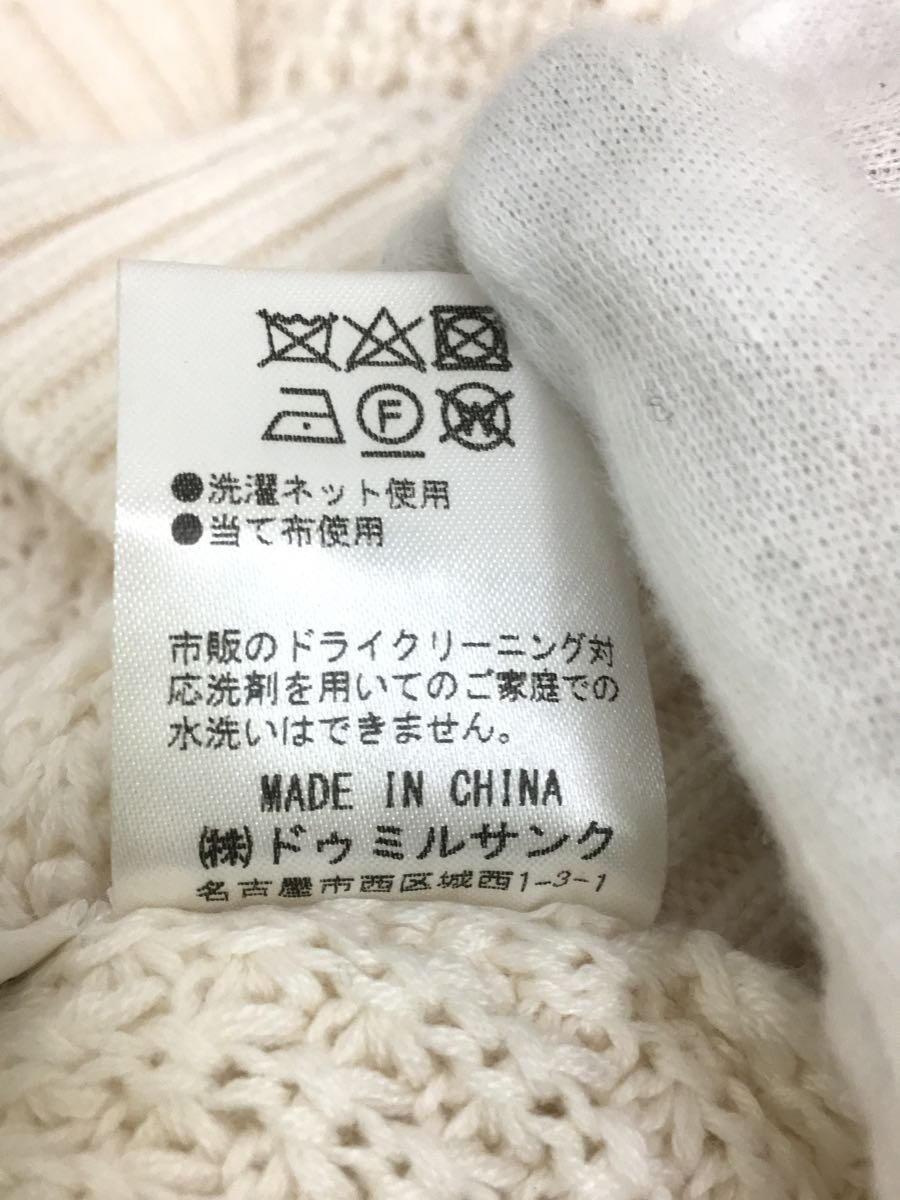 F W
●洗濯ネット使用
●当て布使用
市販のドライクリーニング対
応洗剤を用いてのご家庭での
水洗いはできません。
MADE IN CHINA
㈱ドゥミルサンク
名古屋市西区城西1-3-1